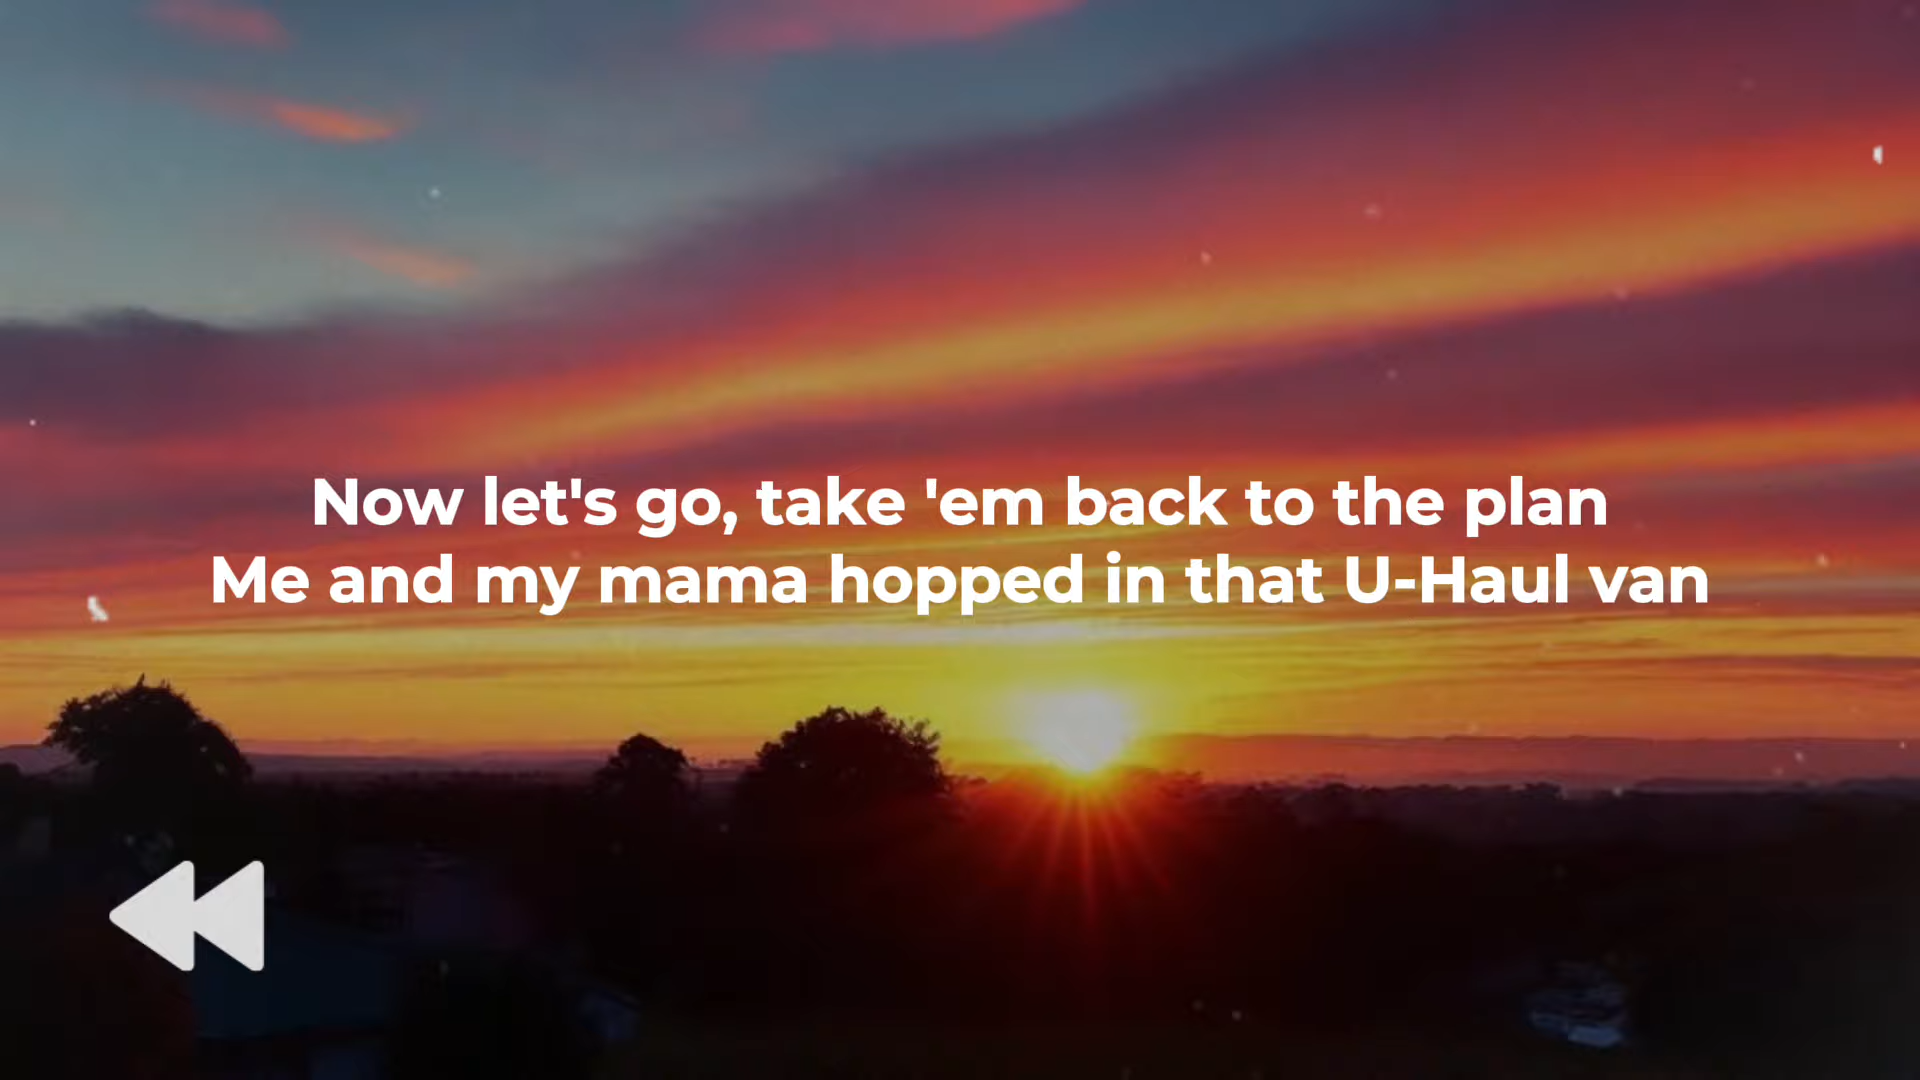 Now let's go, take 'em back to the plan
Me and my mama hopped in that U-Haul van